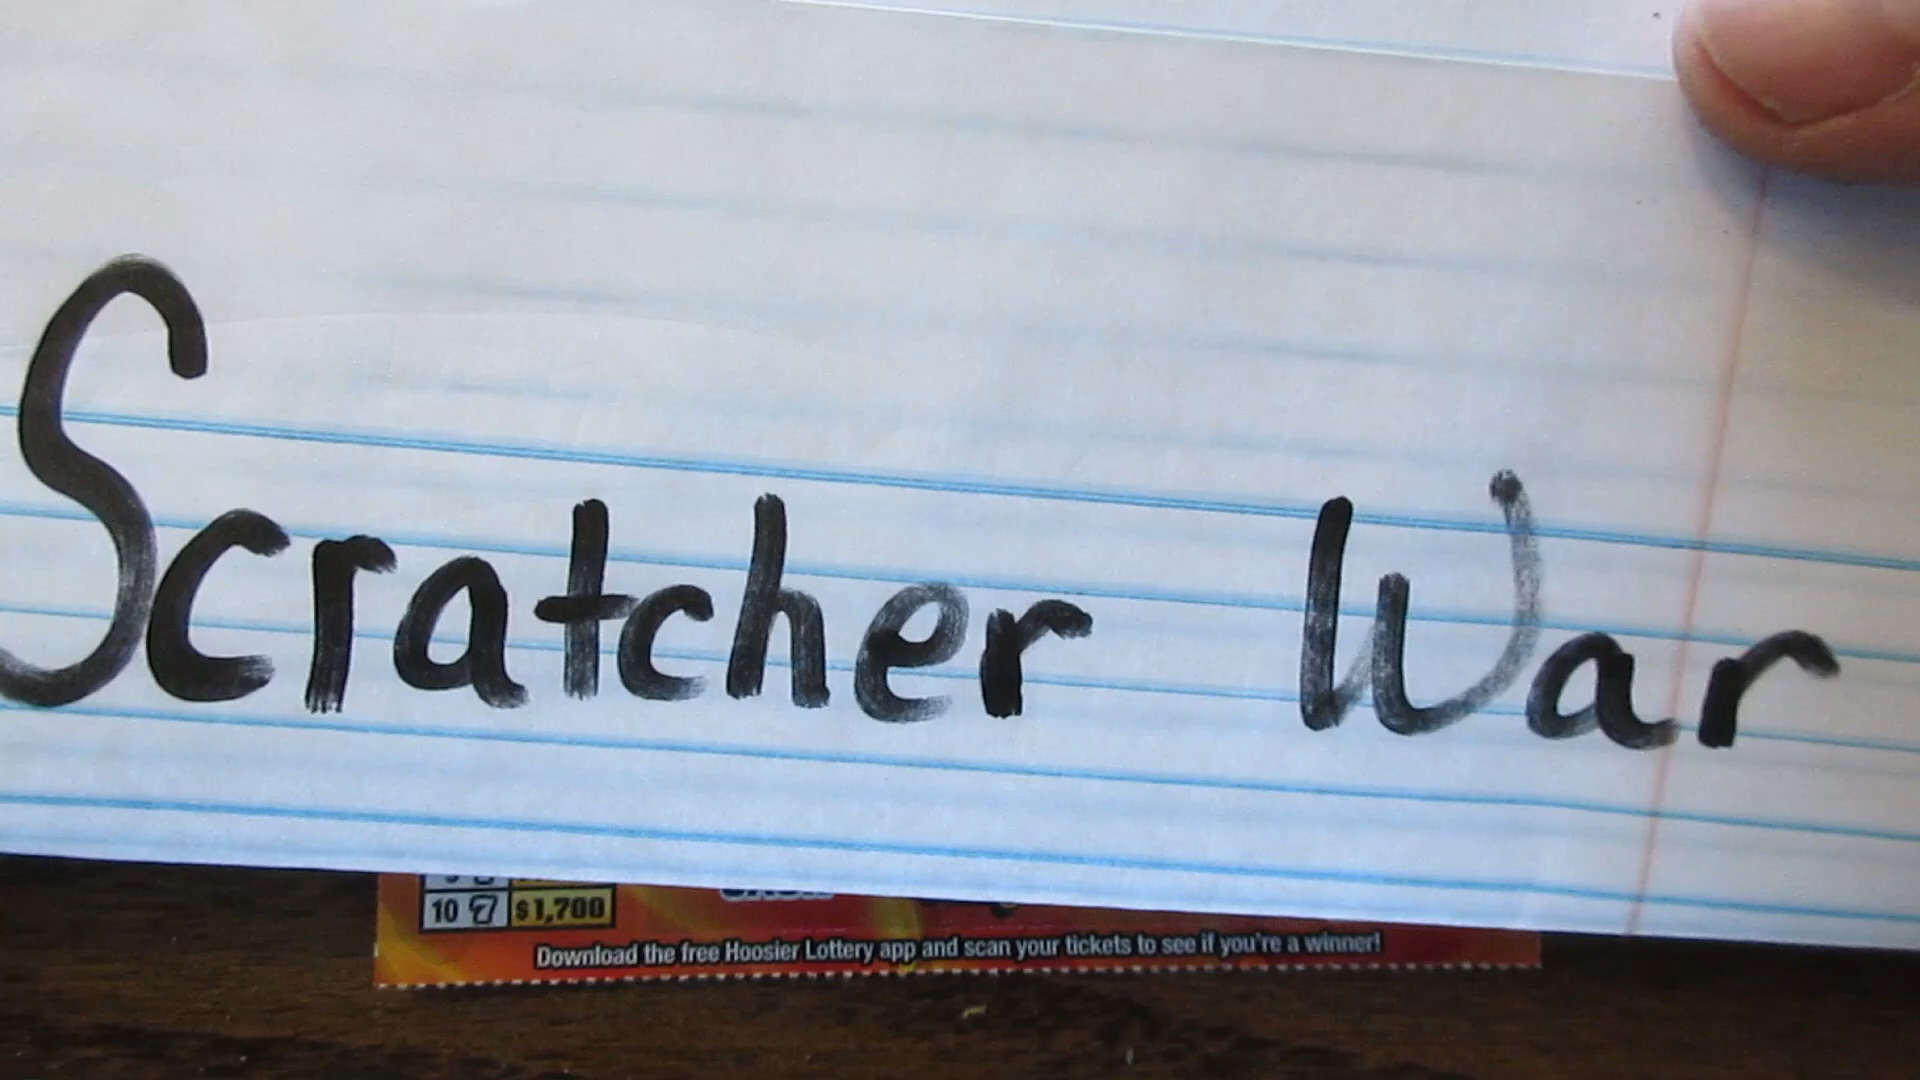 Scratcher War
10 7 $1,700
Download the free Hoosier Lottery app and scan your tickets to see if you're a winner!